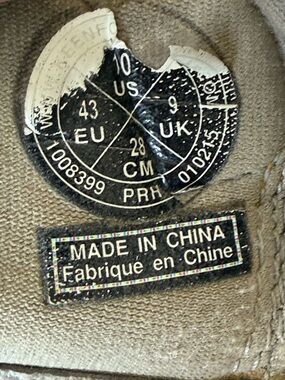 10
US
43
EU
9
UK
28
CM
1008399
PRH
010215
MADE IN CHINA
Fabrique en Chine